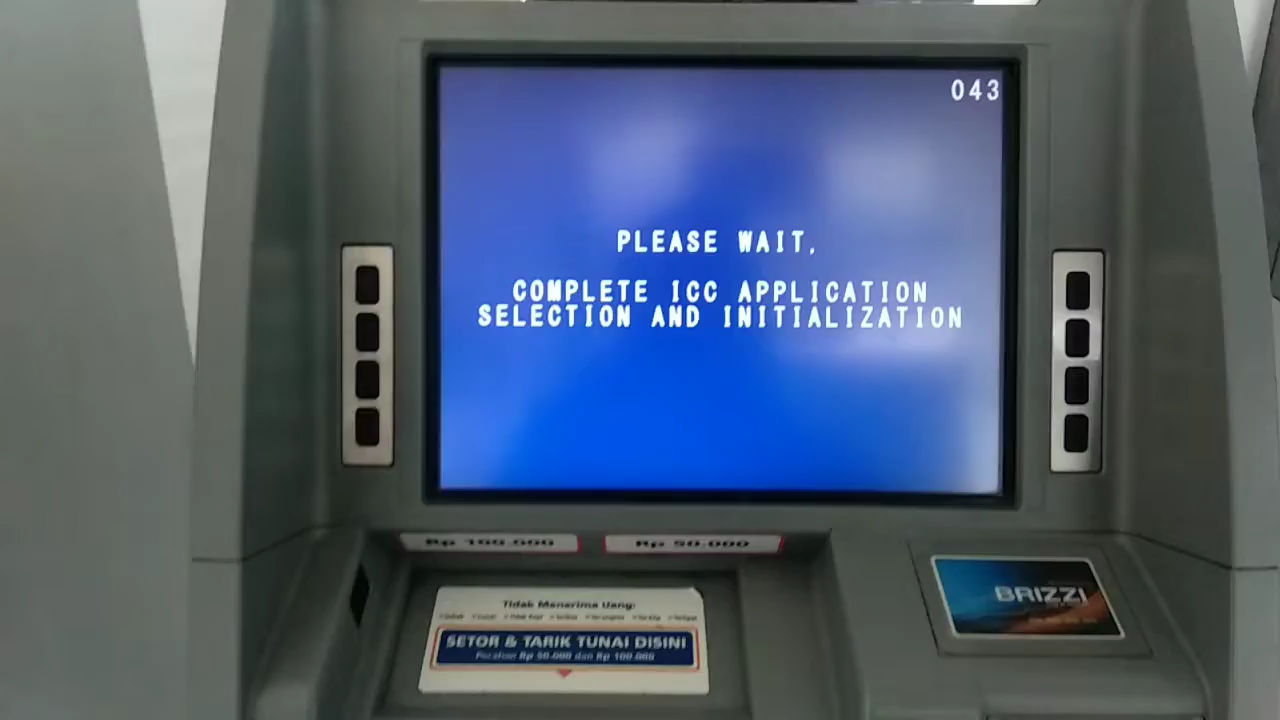 043
PLEASE WAIT.
COMPLETE ICC APPLICATION
SELECTION AND INITIALIZATION
Rp 100.000 Rp 50.000
Tidak Menerima Uang:
SETOR & TARIK TUNAI DISINI
Pecahan Rp 50.000 dan Rp 100.000
BRIZZI